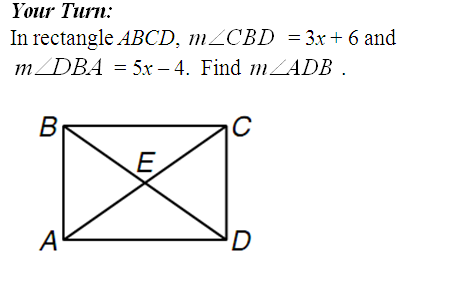 Your Turn:
In rectangle ABCD, m∠CBD = 3x + 6 and
m∠DBA = 5x – 4. Find m∠ADB .
B C
E
A D